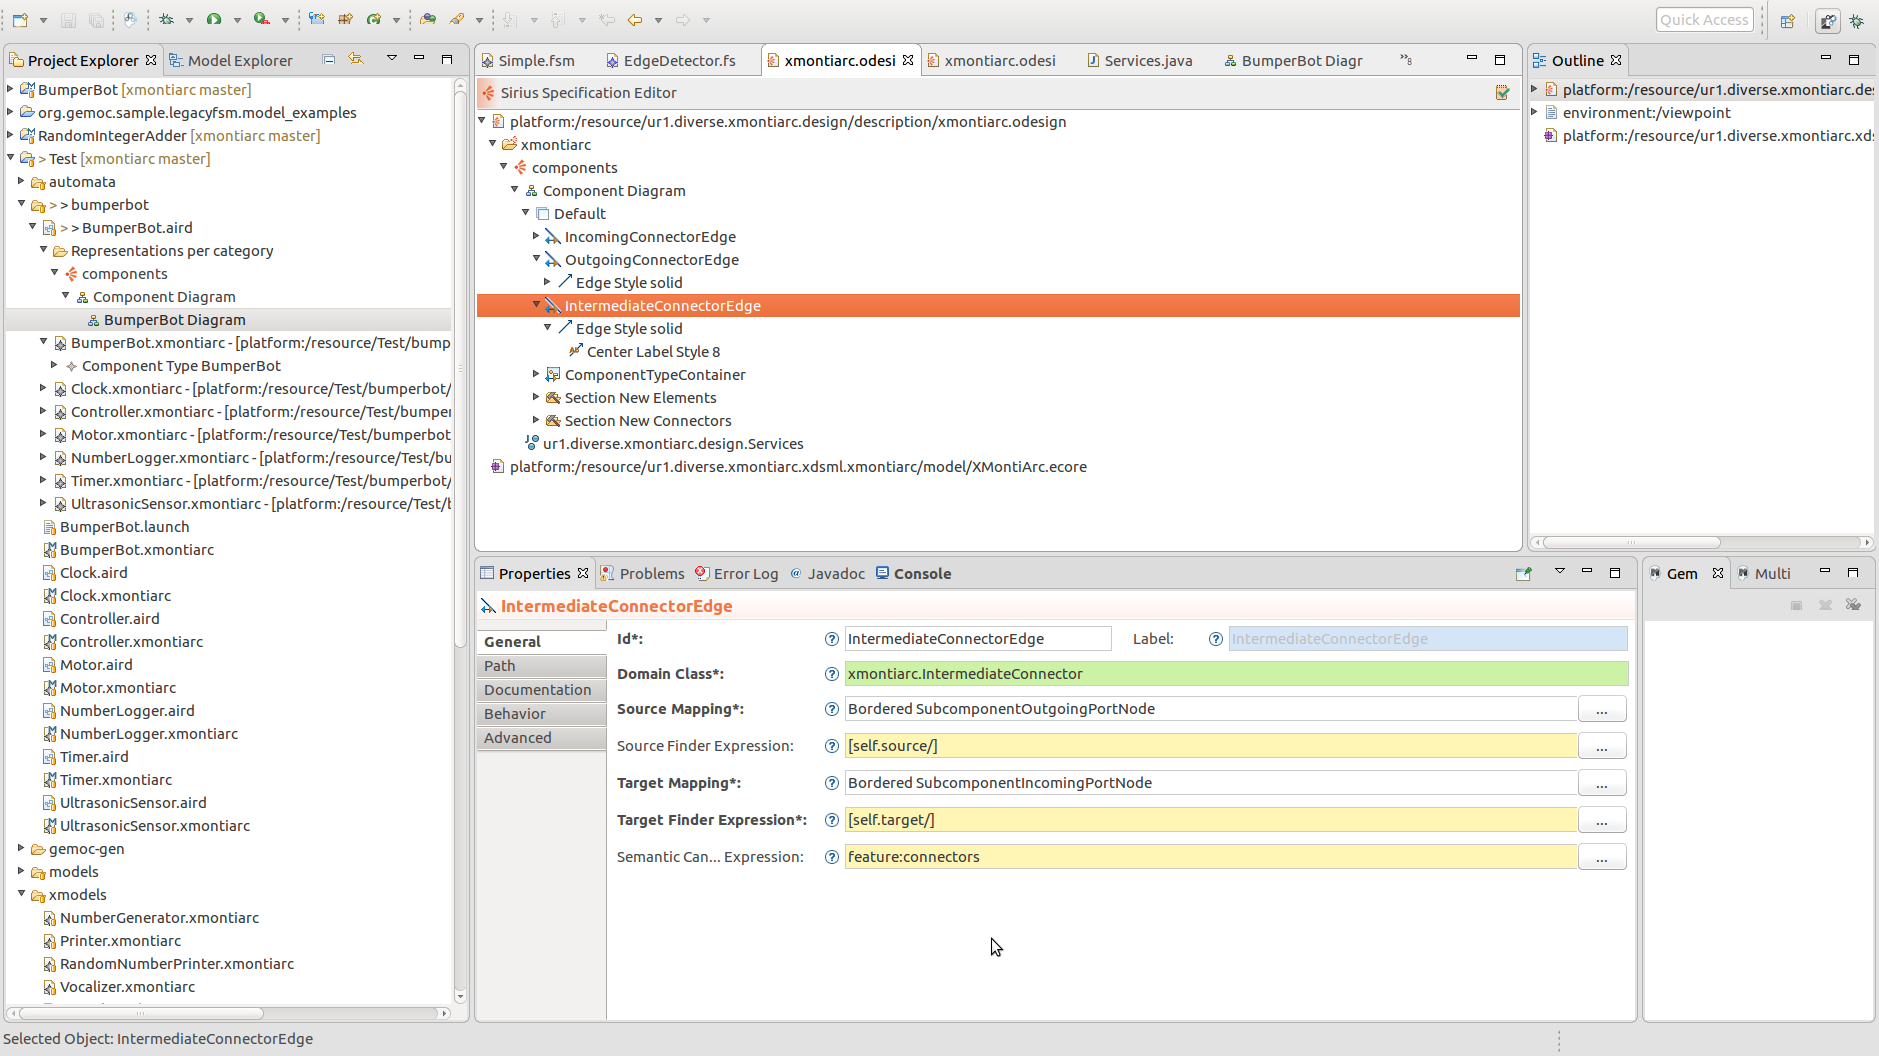 Quick Access
Project Explorer
Model Explorer
BumperBot [xmontiarc master]
org.gemoc.sample.legacyfsm.model_examples
RandomIntegerAdder [xmontiarc master]
> Test [xmontiarc master]
automata
> > bumperbot
> > BumperBot.aird
Representations per category
components
Component Diagram
BumperBot Diagram
BumperBot.xmontiarc - [platform:/resource/Test/bump
Component Type BumperBot
Clock.xmontiarc - [platform:/resource/Test/bumperbot/
Controller.xmontiarc - [platform:/resource/Test/bumper
Motor.xmontiarc - [platform:/resource/Test/bumperbot
NumberLogger.xmontiarc - [platform:/resource/Test/bu
Timer.xmontiarc - [platform:/resource/Test/bumperbot/
UltrasonicSensor.xmontiarc - [platform:/resource/Test/b
BumperBot.launch
BumperBot.xmontiarc
Clock.aird
Clock.xmontiarc
Controller.aird
Controller.xmontiarc
Motor.aird
Motor.xmontiarc
NumberLogger.aird
NumberLogger.xmontiarc
Timer.aird
Timer.xmontiarc
UltrasonicSensor.aird
UltrasonicSensor.xmontiarc
gemoc-gen
models
xmodels
NumberGenerator.xmontiarc
Printer.xmontiarc
RandomNumberPrinter.xmontiarc
Vocalizer.xmontiarc
Simple.fsm
EdgeDetector.fs
xmontiarc.odesi
xmontiarc.odesi
Services.java
BumperBot Diagr
»8
Sirius Specification Editor
platform:/resource/ur1.diverse.xmontiarc.design/description/xmontiarc.odesign
xmontiarc
components
Component Diagram
Default
IncomingConnectorEdge
OutgoingConnectorEdge
Edge Style solid
IntermediateConnectorEdge
Edge Style solid
Center Label Style 8
ComponentTypeContainer
Section New Elements
Section New Connectors
ur1.diverse.xmontiarc.design.Services
platform:/resource/ur1.diverse.xmontiarc.xdsml.xmontiarc/model/XMontiArc.ecore
Outline
platform:/resource/ur1.diverse.xmontiarc.des
environment:/viewpoint
platform:/resource/ur1.diverse.xmontiarc.xds
Properties
Problems
Error Log
@ Javadoc
Console
IntermediateConnectorEdge
General
Path
Documentation
Behavior
Advanced
Id*: IntermediateConnectorEdge Label: IntermediateConnectorEdge
Domain Class*: xmontiarc.IntermediateConnector
Source Mapping*: Bordered SubcomponentOutgoingPortNode ...
Source Finder Expression: [self.source/] ...
Target Mapping*: Bordered SubcomponentIncomingPortNode ...
Target Finder Expression*: [self.target/] ...
Semantic Can... Expression: feature:connectors ...
Gem
Multi
Selected Object: IntermediateConnectorEdge